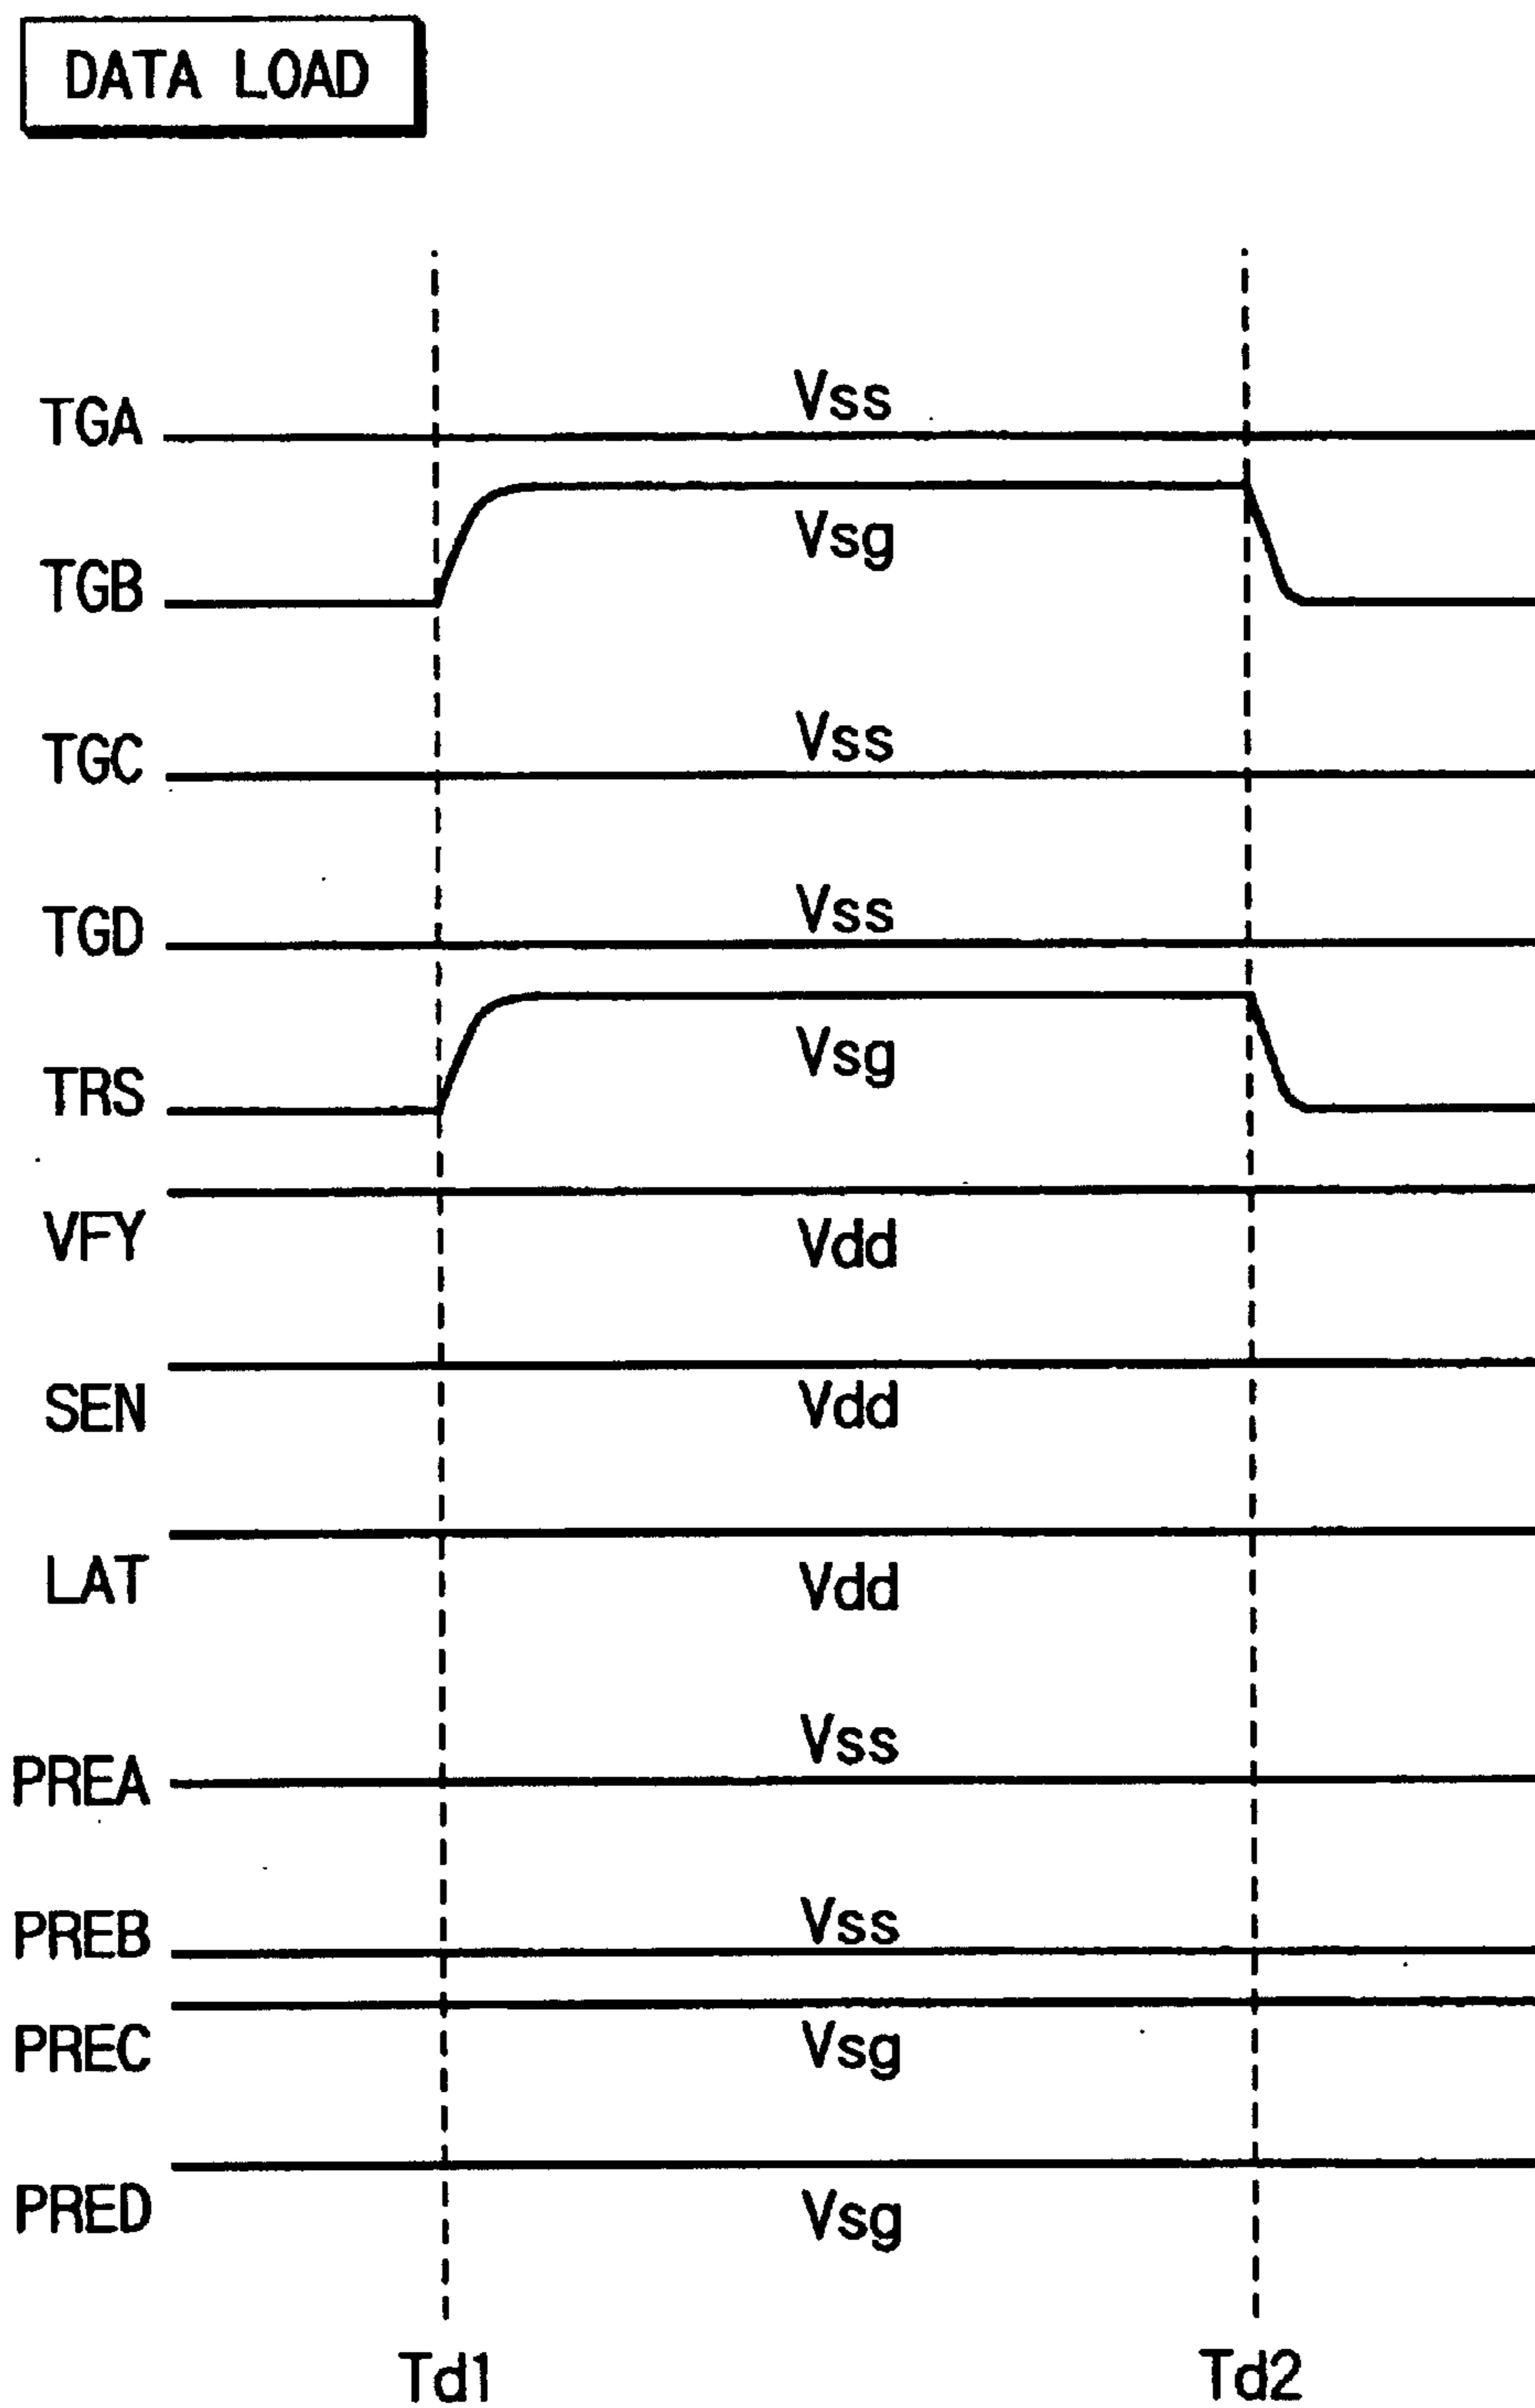 DATA LOAD
Vss
TGA
Vsg
TGB
Vss
TGC
Vss
TGD
Vsg
TRS
VFY
Vdd
SEN
Vdd
LAT
Vdd
Vss
PREA
Vss
PREB
PREC
Vsg
PRED
Vsg
Td1
Td2